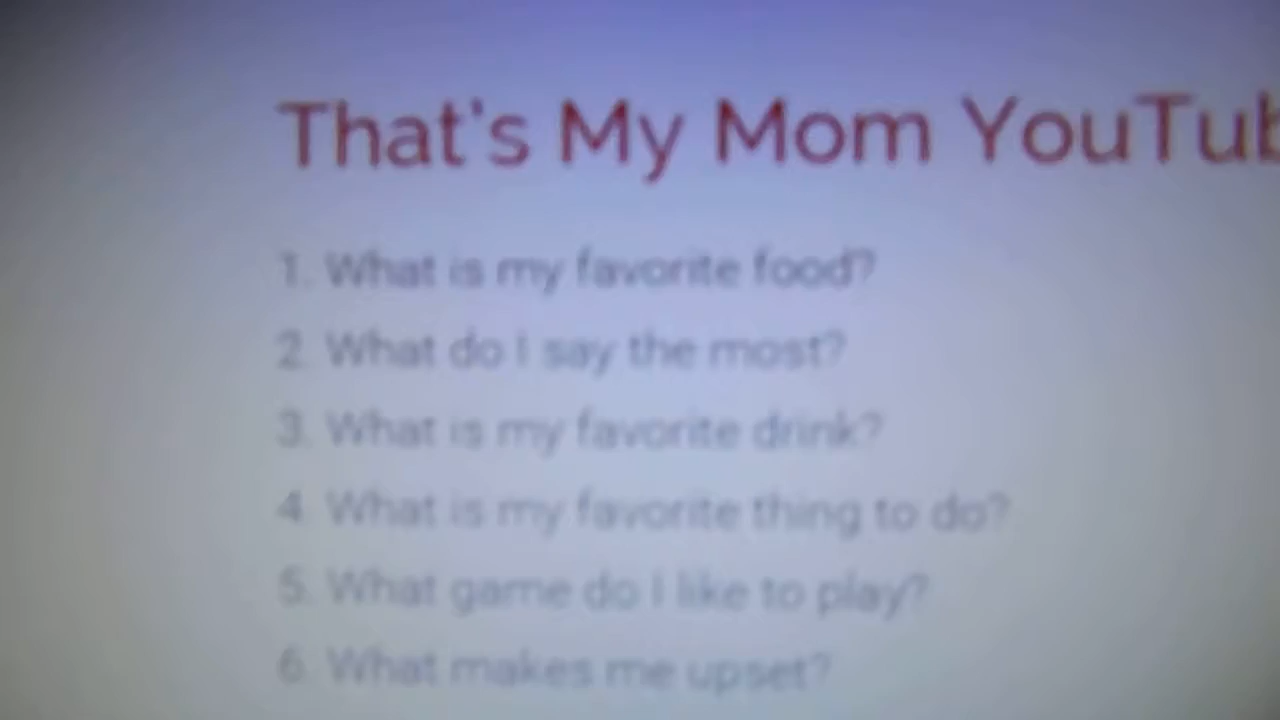 That's My Mom YouTub
1. What is my favorite food?
2. What do I say the most?
3. What is my favorite drink?
4. What is my favorite thing to do?
5. What game do I like to play?
6. What makes me upset?